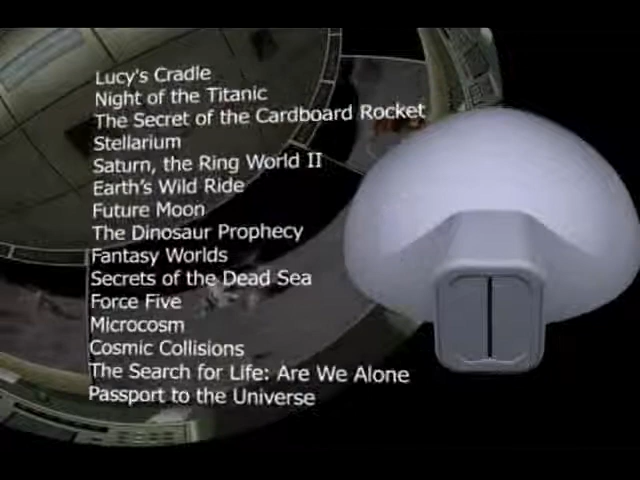 Lucy's Cradle
Night of the Titanic
The Secret of the Cardboard Rocket
Stellarium
Saturn, the Ring World II
Earth's Wild Ride
Future Moon
The Dinosaur Prophecy
Fantasy Worlds
Secrets of the Dead Sea
Force Five
Microcosm
Cosmic Collisions
The Search for Life: Are We Alone
Passport to the Universe